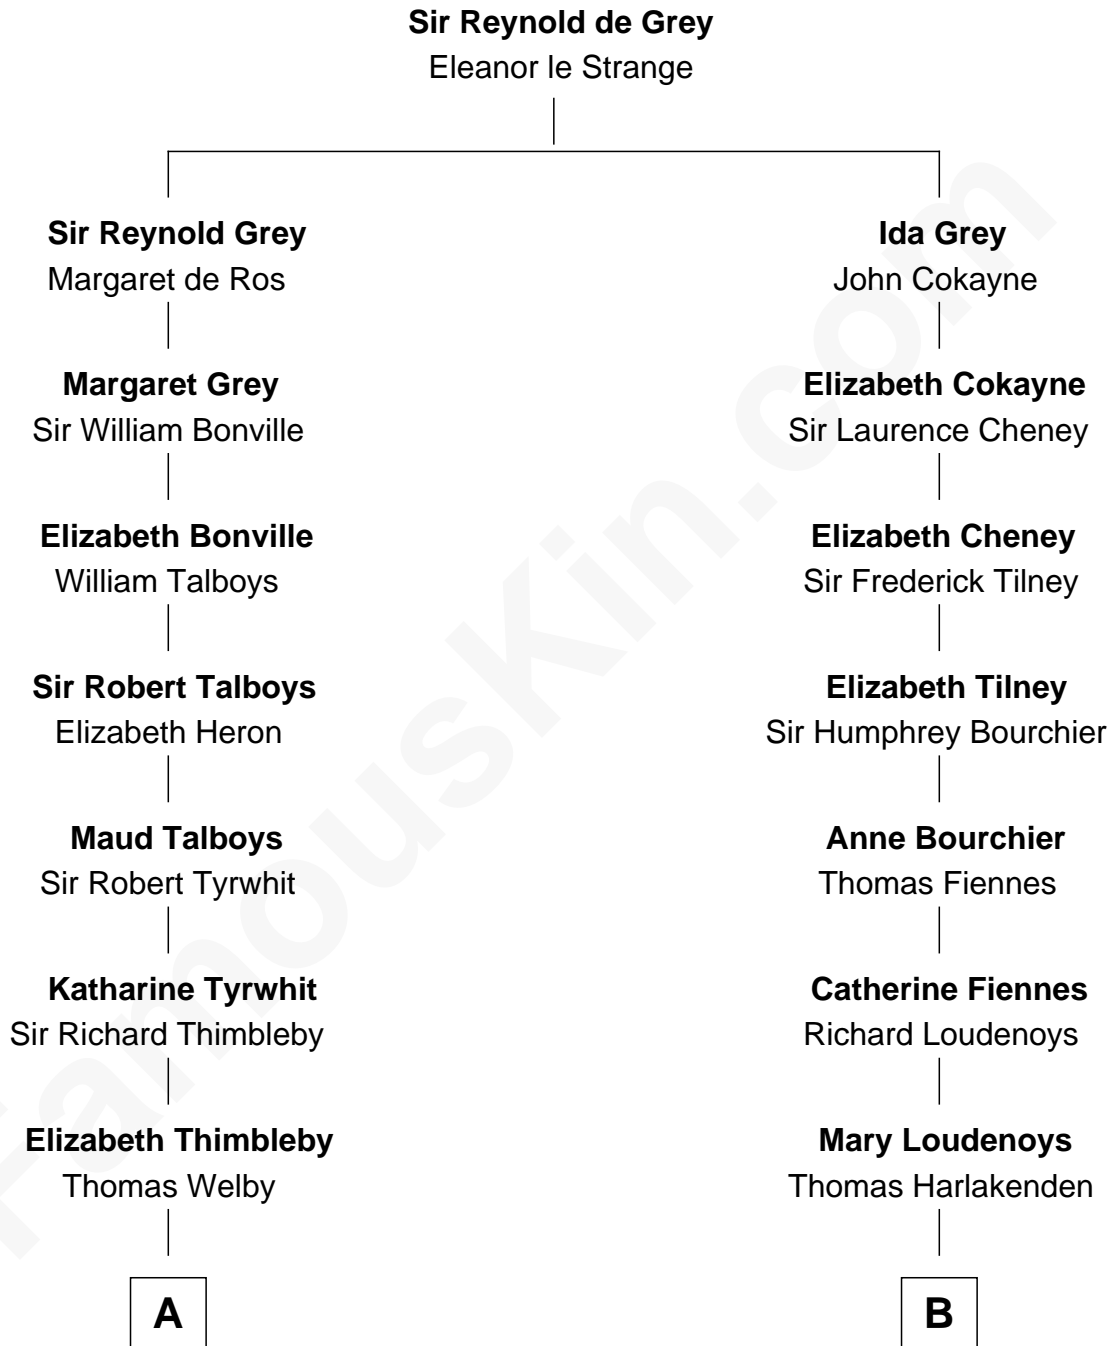 Sir Reynold de Grey
Eleanor le Strange
Sir Reynold Grey
Margaret de Ros
Ida Grey
John Cokayne
Margaret Grey
Sir William Bonville
Elizabeth Cokayne
Sir Laurence Cheney
Elizabeth Bonville
William Talboys
Elizabeth Cheney
Sir Frederick Tilney
Sir Robert Talboys
Elizabeth Heron
Elizabeth Tilney
Sir Humphrey Bourchier
Maud Talboys
Sir Robert Tyrwhit
Anne Bourchier
Thomas Fiennes
Katharine Tyrwhit
Sir Richard Thimbleby
Catherine Fiennes
Richard Loudenoys
Elizabeth Thimbleby
Thomas Welby
Mary Loudenoys
Thomas Harlakenden
A
B
FamousKin.com